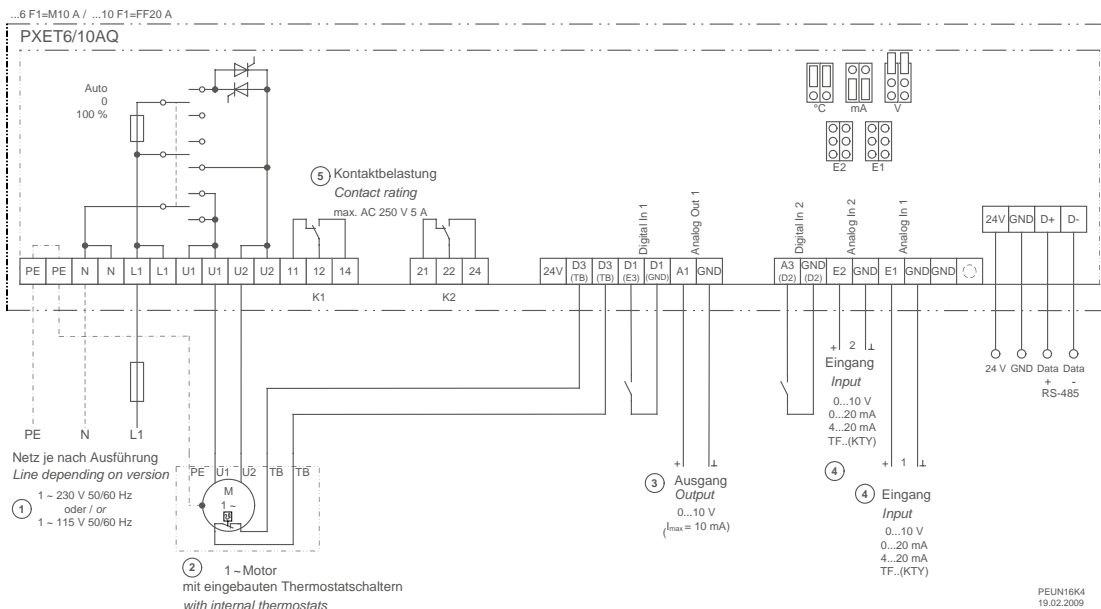 ...6 F1=M10 A / ...10 F1=FF20 A
PXET6/10AQ
Auto
0
100 %
5 Kontaktbelastung
Contact rating
max. AC 250 V 5 A
°C mA V
E2 E1
Digital In 1
Analog Out 1
Digital In 2
Analog In 2
Analog In 1
24V GND D+ D-
PE PE N N L1 L1 U1 U1 U2 U2 11 12 14
K1
21 22 24
K2
24V D3 (TB) D3 (TB) D1 (E3) D1 (GND) A1 GND
A3 (D2) GND (D2) E2 GND E1 GND GND
24 V GND Data + Data -
RS-485
+ 2 ⊥
Eingang
Input
0...10 V
0...20 mA
4...20 mA
TF..(KTY)
4
+ 1 ⊥
4 Eingang
Input
0...10 V
0...20 mA
4...20 mA
TF..(KTY)
+ ⊥
3 Ausgang
Output
0...10 V
(Imax = 10 mA)
PE N L1
Netz je nach Ausführung
Line depending on version
1 1 ~ 230 V 50/60 Hz
oder / or
1 ~ 115 V 50/60 Hz
PE U1 U2 TB TB
M
1 ~
2 1 ~ Motor
mit eingebauten Thermostatschaltern
with internal thermostats
PEUN16K4
19.02.2009